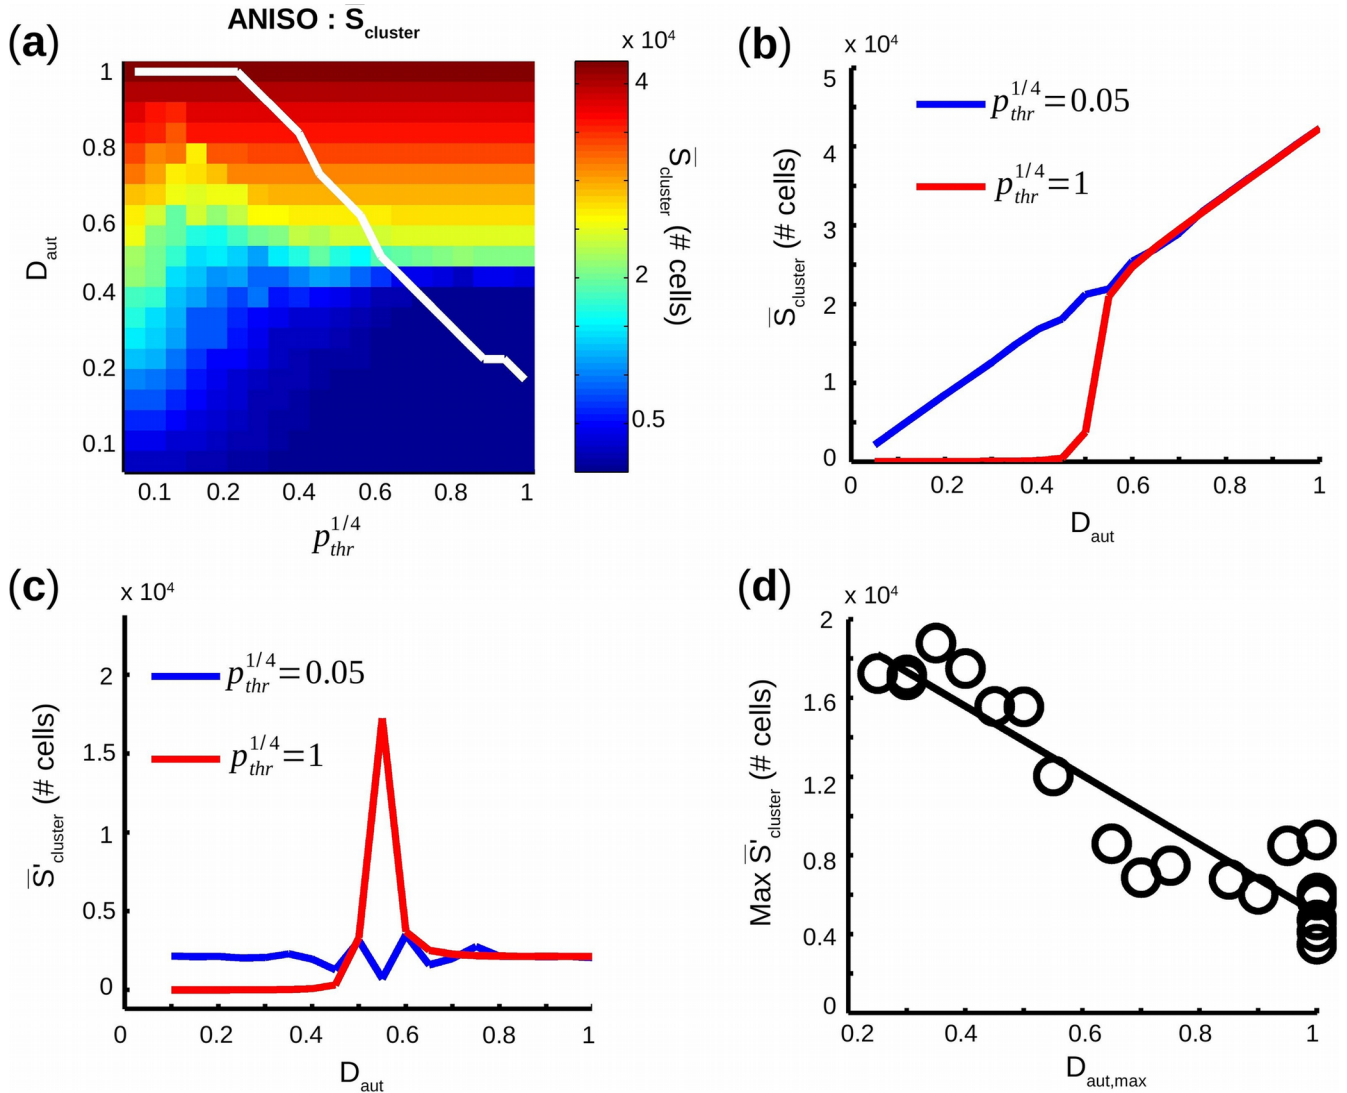 (a)
ANISO : S̅cluster
x 10⁴
1
0.8
0.6
0.4
0.2
0.1
Daut
0.1 0.2 0.4 0.6 0.8 1
pthr^1/4
4
2
0.5
S̅cluster (# cells)
(b)
x 10⁴
5
4
3
2
1
0
S̅cluster (# cells)
pthr^1/4=0.05
pthr^1/4=1
0 0.2 0.4 0.6 0.8 1
Daut
(c)
x 10⁴
2
1.5
1
0.5
0
S̅'cluster (# cells)
pthr^1/4=0.05
pthr^1/4=1
0 0.2 0.4 0.6 0.8 1
Daut
(d)
x 10⁴
2
1.6
1.2
0.8
0.4
0
Max S̅'cluster (# cells)
0.2 0.4 0.6 0.8 1
Daut,max